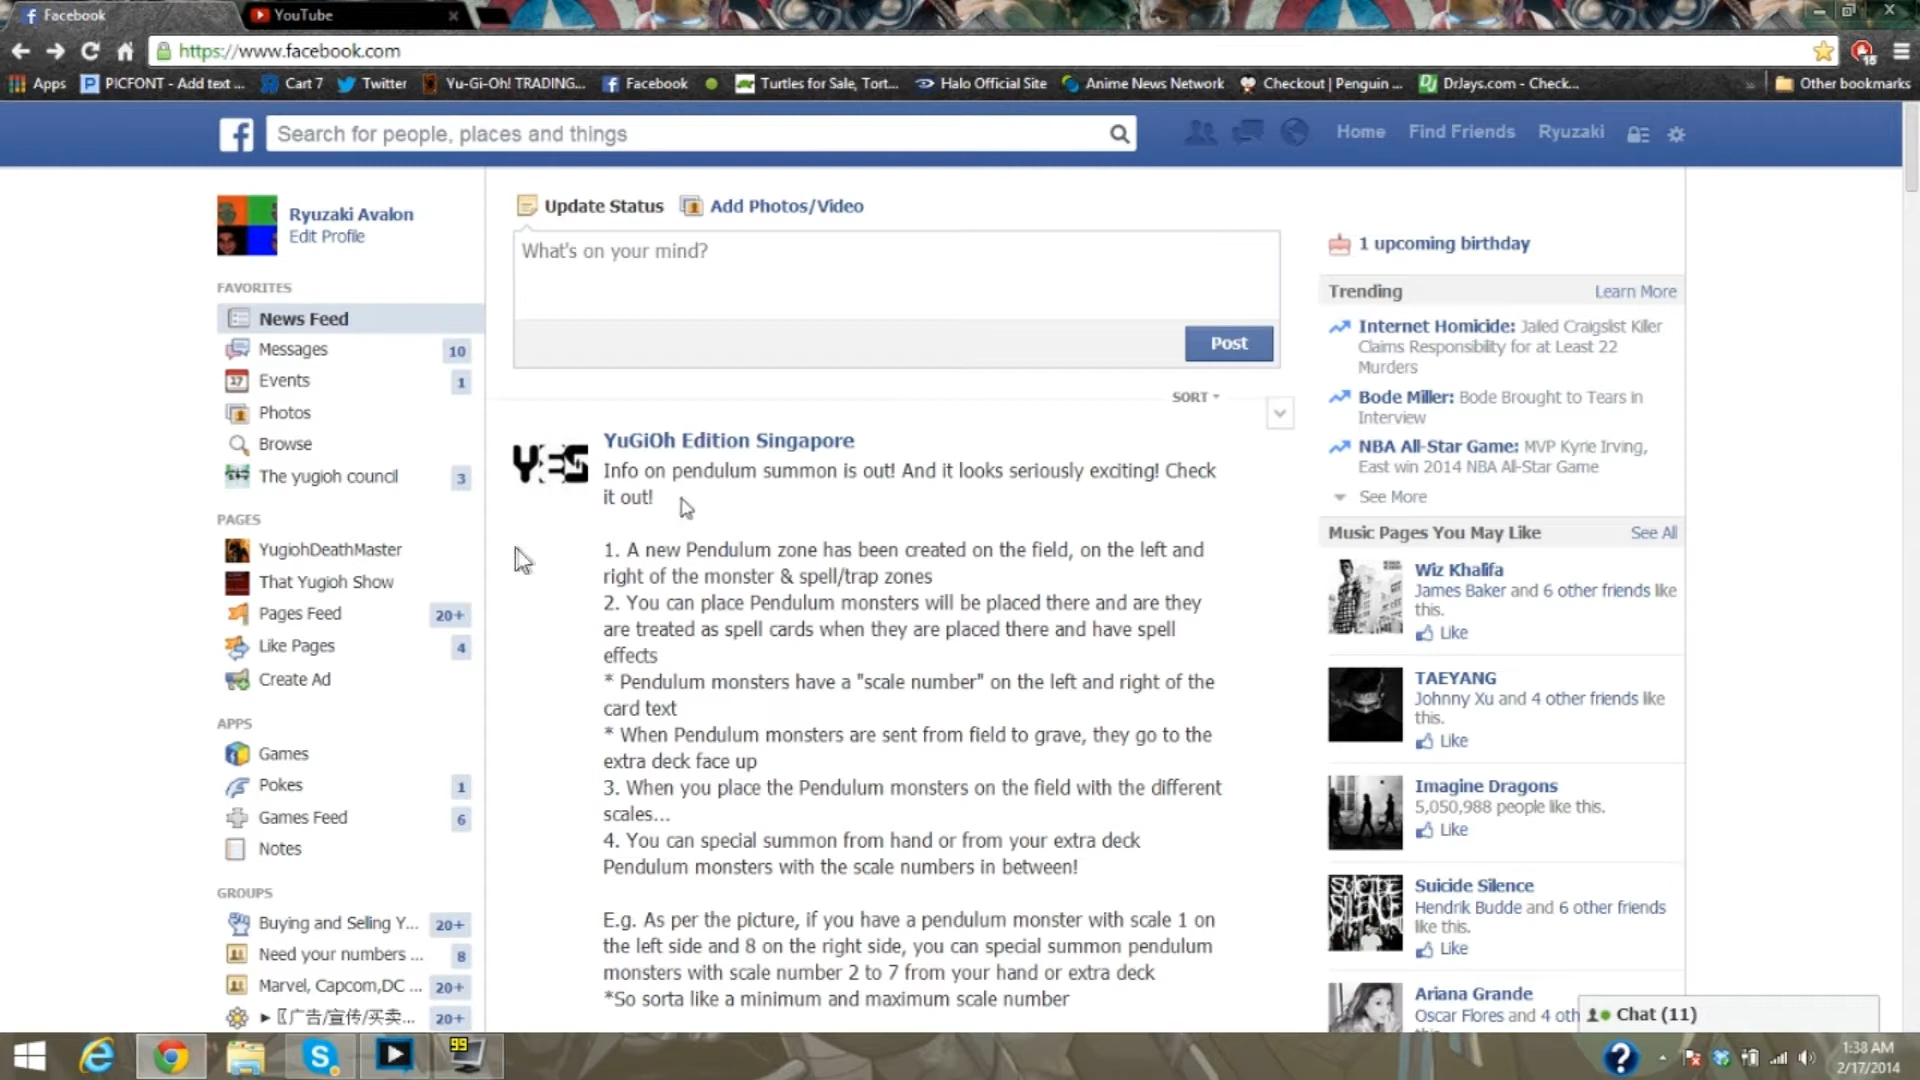 Facebook
YouTube
https://www.facebook.com
15
Apps
PICFONT - Add text ...
Cart 7
Twitter
Yu-Gi-Oh! TRADING...
Facebook
Turtles for Sale, Tort...
Halo Official Site
Anime News Network
Checkout | Penguin ...
DrJays.com - Check...
Other bookmarks
Search for people, places and things
Home
Find Friends
Ryuzaki
Ryuzaki Avalon
Edit Profile
FAVORITES
News Feed
Messages 10
Events 1
Photos
Browse
The yugioh council 3
PAGES
YugiohDeathMaster
That Yugioh Show
Pages Feed 20+
Like Pages 4
Create Ad
APPS
Games
Pokes 1
Games Feed 6
Notes
GROUPS
Buying and Selling Y... 20+
Need your numbers ... 8
Marvel, Capcom,DC ... 20+
►〖广告/宣传/买卖... 20+
Update Status
Add Photos/Video
What's on your mind?
Post
SORT
YES
YuGiOh Edition Singapore
Info on pendulum summon is out! And it looks seriously exciting! Check
it out!
1. A new Pendulum zone has been created on the field, on the left and
right of the monster & spell/trap zones
2. You can place Pendulum monsters will be placed there and are they
are treated as spell cards when they are placed there and have spell
effects
* Pendulum monsters have a "scale number" on the left and right of the
card text
* When Pendulum monsters are sent from field to grave, they go to the
extra deck face up
3. When you place the Pendulum monsters on the field with the different
scales...
4. You can special summon from hand or from your extra deck
Pendulum monsters with the scale numbers in between!
E.g. As per the picture, if you have a pendulum monster with scale 1 on
the left side and 8 on the right side, you can special summon pendulum
monsters with scale number 2 to 7 from your hand or extra deck
*So sorta like a minimum and maximum scale number
1 upcoming birthday
Trending
Learn More
Internet Homicide: Jailed Craigslist Killer
Claims Responsibility for at Least 22
Murders
Bode Miller: Bode Brought to Tears in
Interview
NBA All-Star Game: MVP Kyrie Irving,
East win 2014 NBA All-Star Game
See More
Music Pages You May Like
See All
Wiz Khalifa
James Baker and 6 other friends like
this.
Like
TAEYANG
Johnny Xu and 4 other friends like
this.
Like
Imagine Dragons
5,050,988 people like this.
Like
SUICIDE SILENCE
Suicide Silence
Hendrik Budde and 6 other friends
like this.
Like
Ariana Grande
Oscar Flores and 4 oth
Chat (11)
99
1:38 AM
2/17/2014